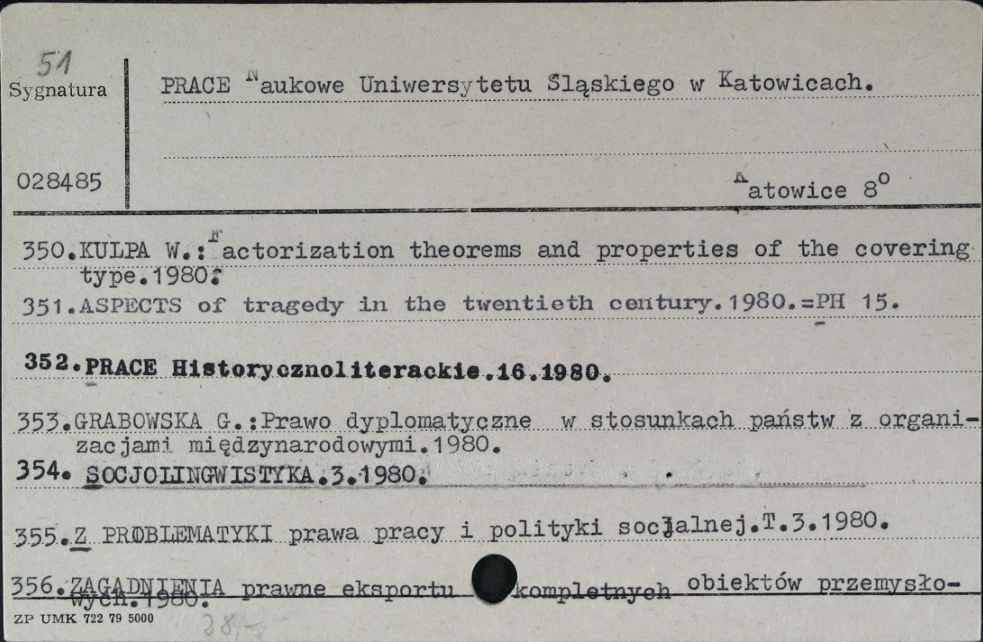 51
Sygnatura
PRACE Naukowe Uniwersytetu Śląskiego w Katowicach.
028485
Katowice 8°
350.KULPA W.:Factorization theorems and properties of the covering
type.1980.
351.ASPECTS of tragedy in the twentieth century.1980.=PH 15.
352.PRACE Historycznoliterackie.16.1980.
353.GRABOWSKA G.:Prawo dyplomatyczne w stosunkach państw z organi-
zacjami międzynarodowymi.1980.
354. SOCJOLINGWISTYKA.3.1980.
355.Z PROBLEMATYKI prawa pracy i polityki socjalnej.T.3.1980.
356.ZAGADNIENIA prawne eksportu kompletnych obiektów przemysło-
wych.1980.
ZP UMK 722 79 5000